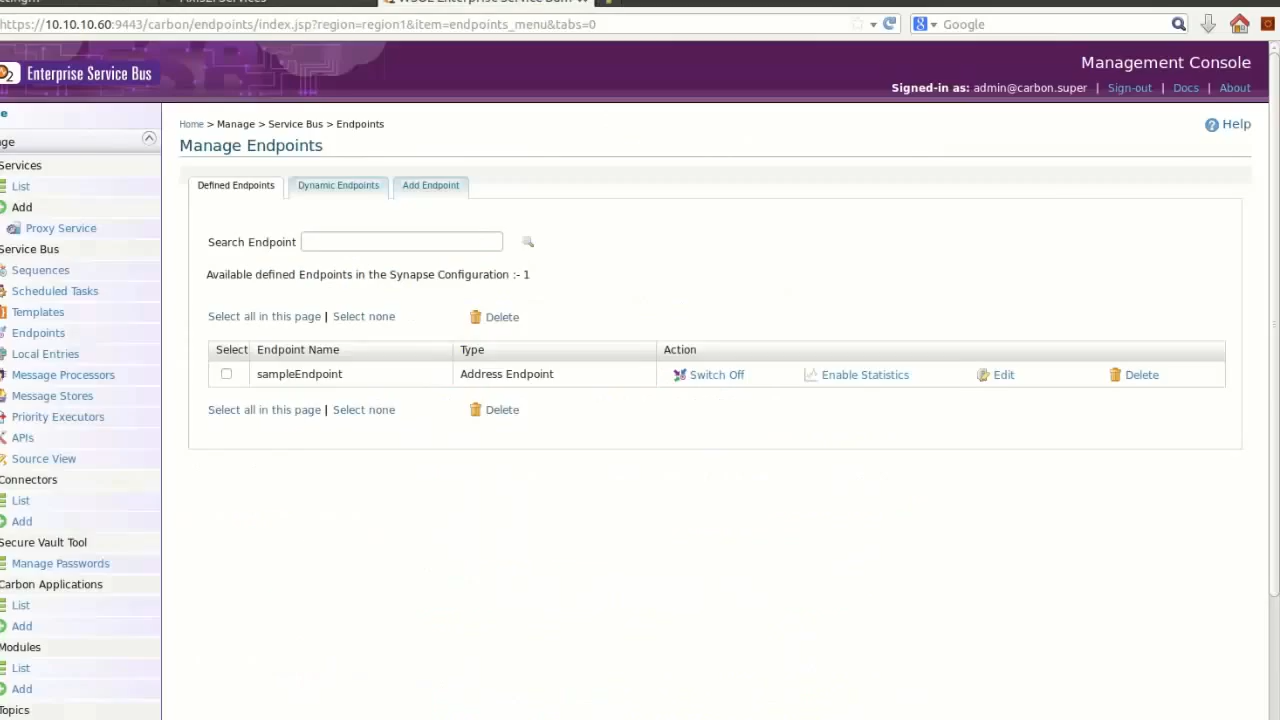 https://10.10.10.60:9443/carbon/endpoints/index.jsp?region=region1&item=endpoints_menu&tabs=0
Google
Enterprise Service Bus
Management Console
Signed-in as: admin@carbon.super | Sign-out | Docs | About
Home > Manage > Service Bus > Endpoints
Help
Manage Endpoints
Defined Endpoints
Dynamic Endpoints
Add Endpoint
Search Endpoint
Available defined Endpoints in the Synapse Configuration :- 1
Select all in this page | Select none
Delete
Select
Endpoint Name
Type
Action
sampleEndpoint
Address Endpoint
Switch Off
Enable Statistics
Edit
Delete
Select all in this page | Select none
Delete
Services
List
Add
Proxy Service
Service Bus
Sequences
Scheduled Tasks
Templates
Endpoints
Local Entries
Message Processors
Message Stores
Priority Executors
APIs
Source View
Connectors
List
Add
Secure Vault Tool
Manage Passwords
Carbon Applications
List
Add
Modules
List
Add
Topics